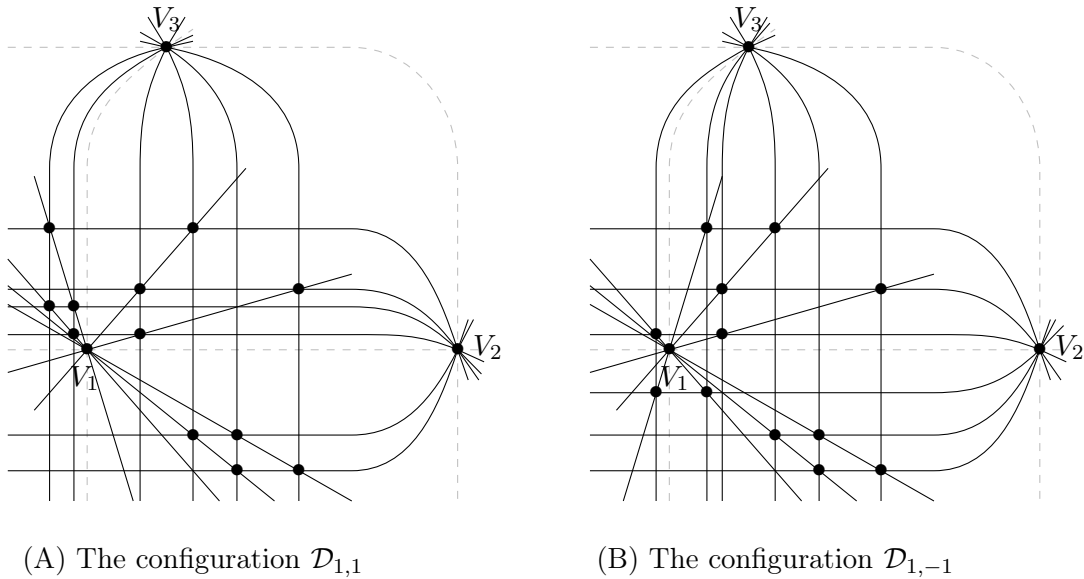 V₃ V₃
V₂ V₂
V₁ V₁
(A) The configuration 𝒟₁,₁ (B) The configuration 𝒟₁,₋₁